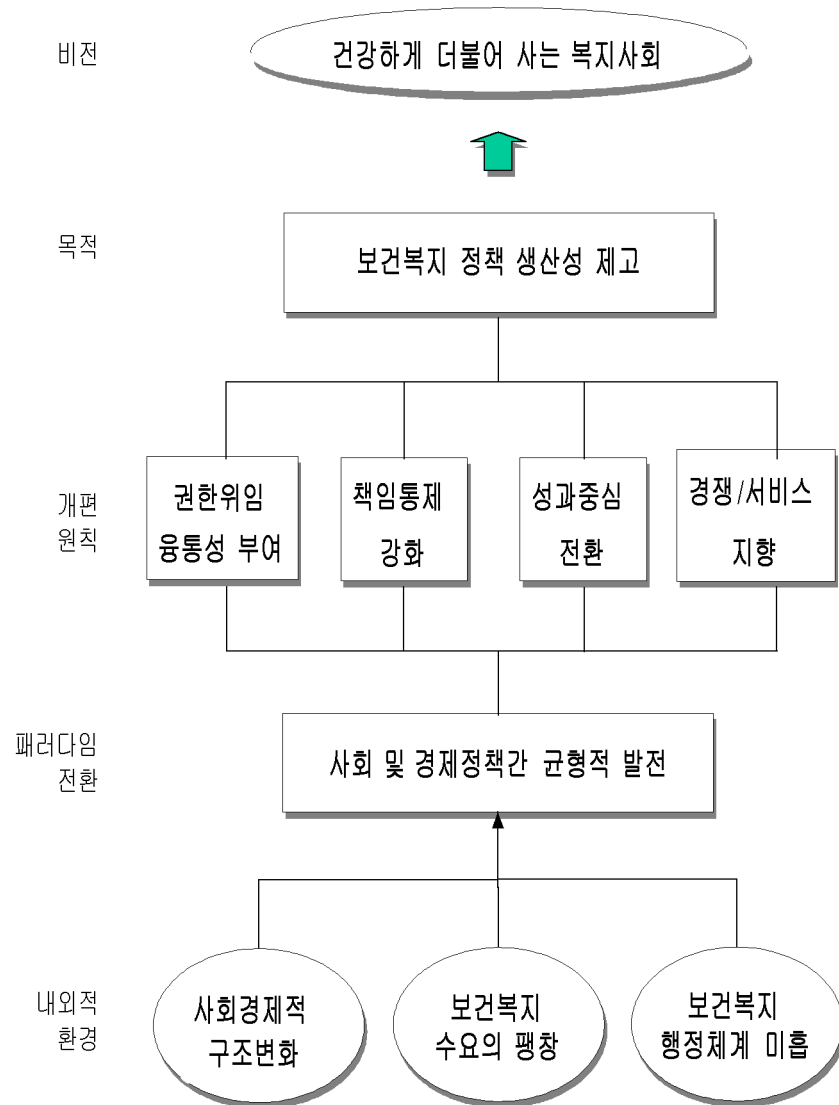 비전
건강하게 더불어 사는 복지사회
목적
보건복지 정책 생산성 제고
개편
원칙
권한위임
융통성 부여
책임통제
강화
성과중심
전환
경쟁/서비스
지향
패러다임
전환
사회 및 경제정책간 균형적 발전
내외적
환경
사회경제적
구조변화
보건복지
수요의 팽창
보건복지
행정체계 미흡